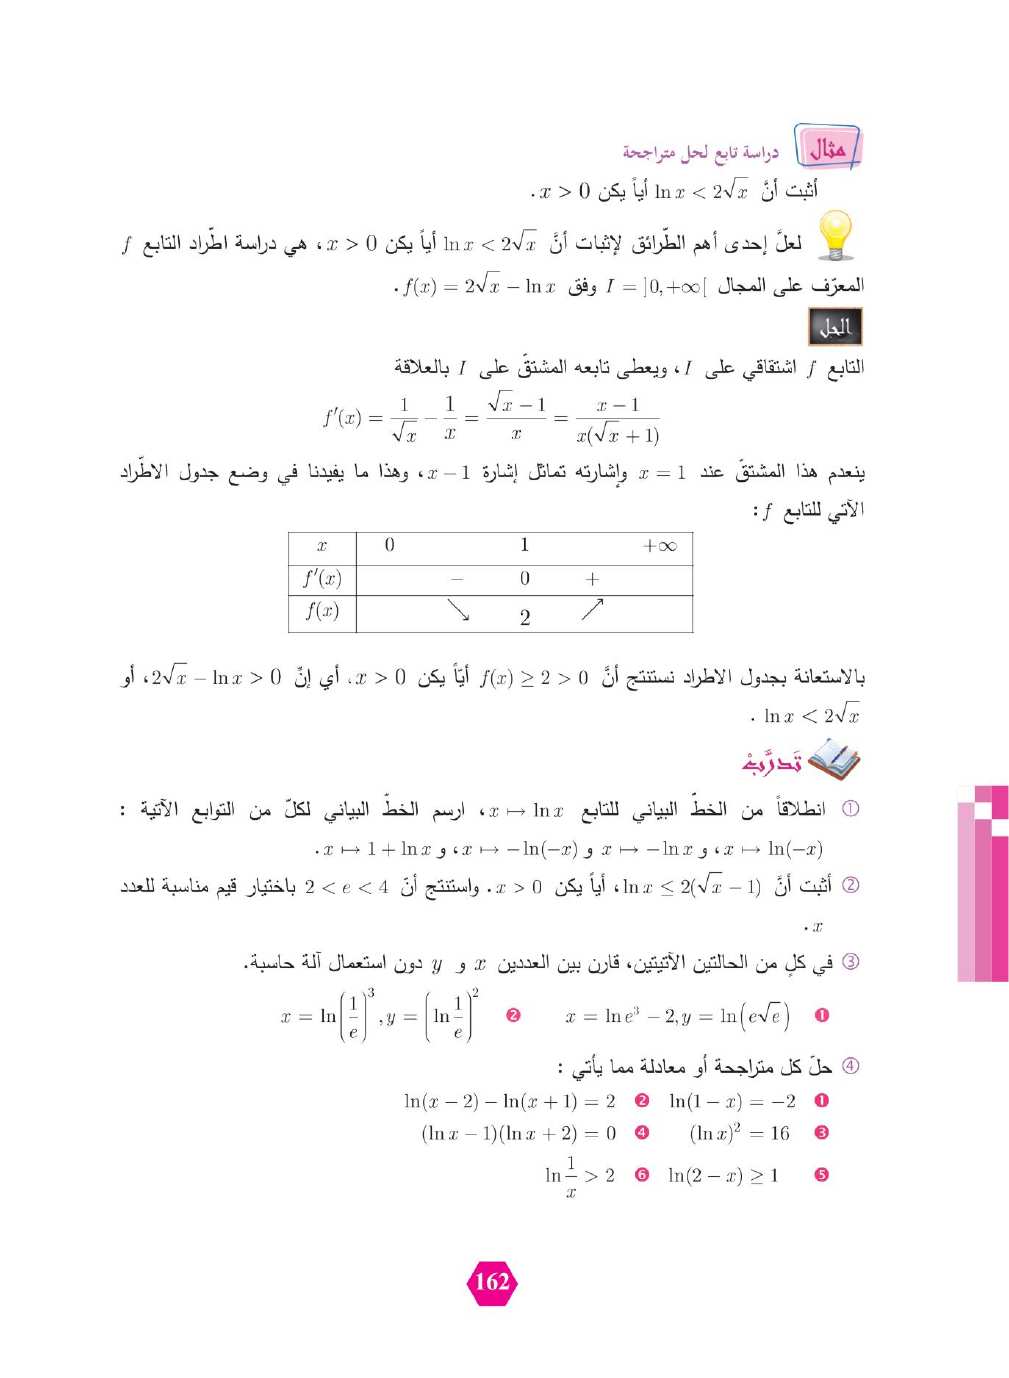 مثال دراسة تابع لحل متراجحة
أثبت أنَّ ln x < 2√x أياً يكن x > 0 .
لعلَّ إحدى أهم الطّرائق لإثبات أنَّ ln x < 2√x أياً يكن x > 0 ، هي دراسة اطّراد التابع f
المعرّف على المجال I = ]0,+∞[ وفق f(x) = 2√x − ln x .
الحل
التابع f اشتقاقي على I ، ويعطى تابعه المشتقّ على I بالعلاقة
f′(x) = 1/√x − 1/x = (√x − 1)/x = (x − 1)/(x(√x + 1))
ينعدم هذا المشتقّ عند x = 1 وإشارته تماثل إشارة x − 1 ، وهذا ما يفيدنا في وضع جدول الاطّراد
الآتي للتابع f :
x 0 1 +∞
f′(x) − 0 +
f(x) ↘ 2 ↗
بالاستعانة بجدول الاطراد نستنتج أنَّ f(x) ≥ 2 > 0 أيّاً يكن x > 0 . أي إنَّ 2√x − ln x > 0 ، أو
ln x < 2√x .
تَدرَّبْ
① انطلاقاً من الخطّ البياني للتابع x ↦ ln x ، ارسم الخطّ البياني لكلّ من التوابع الآتية :
x ↦ ln(−x) ، و x ↦ −ln x و x ↦ −ln(−x) ، و x ↦ 1 + ln x .
② أثبت أنَّ ln x ≤ 2(√x − 1) ، أياً يكن x > 0 . واستنتج أنّ 2 < e < 4 باختيار قيم مناسبة للعدد
x .
③ في كلٍ من الحالتين الآتيتين، قارن بين العددين x و y دون استعمال آلة حاسبة.
❶ x = ln e³ − 2, y = ln(e√e) ❷ x = ln(1/e)³, y = (ln 1/e)²
④ حلّ كل متراجحة أو معادلة مما يأتي :
❶ ln(1 − x) = −2 ❷ ln(x − 2) − ln(x + 1) = 2
❸ (ln x)² = 16 ❹ (ln x − 1)(ln x + 2) = 0
❺ ln(2 − x) ≥ 1 ❻ ln 1/x > 2
162